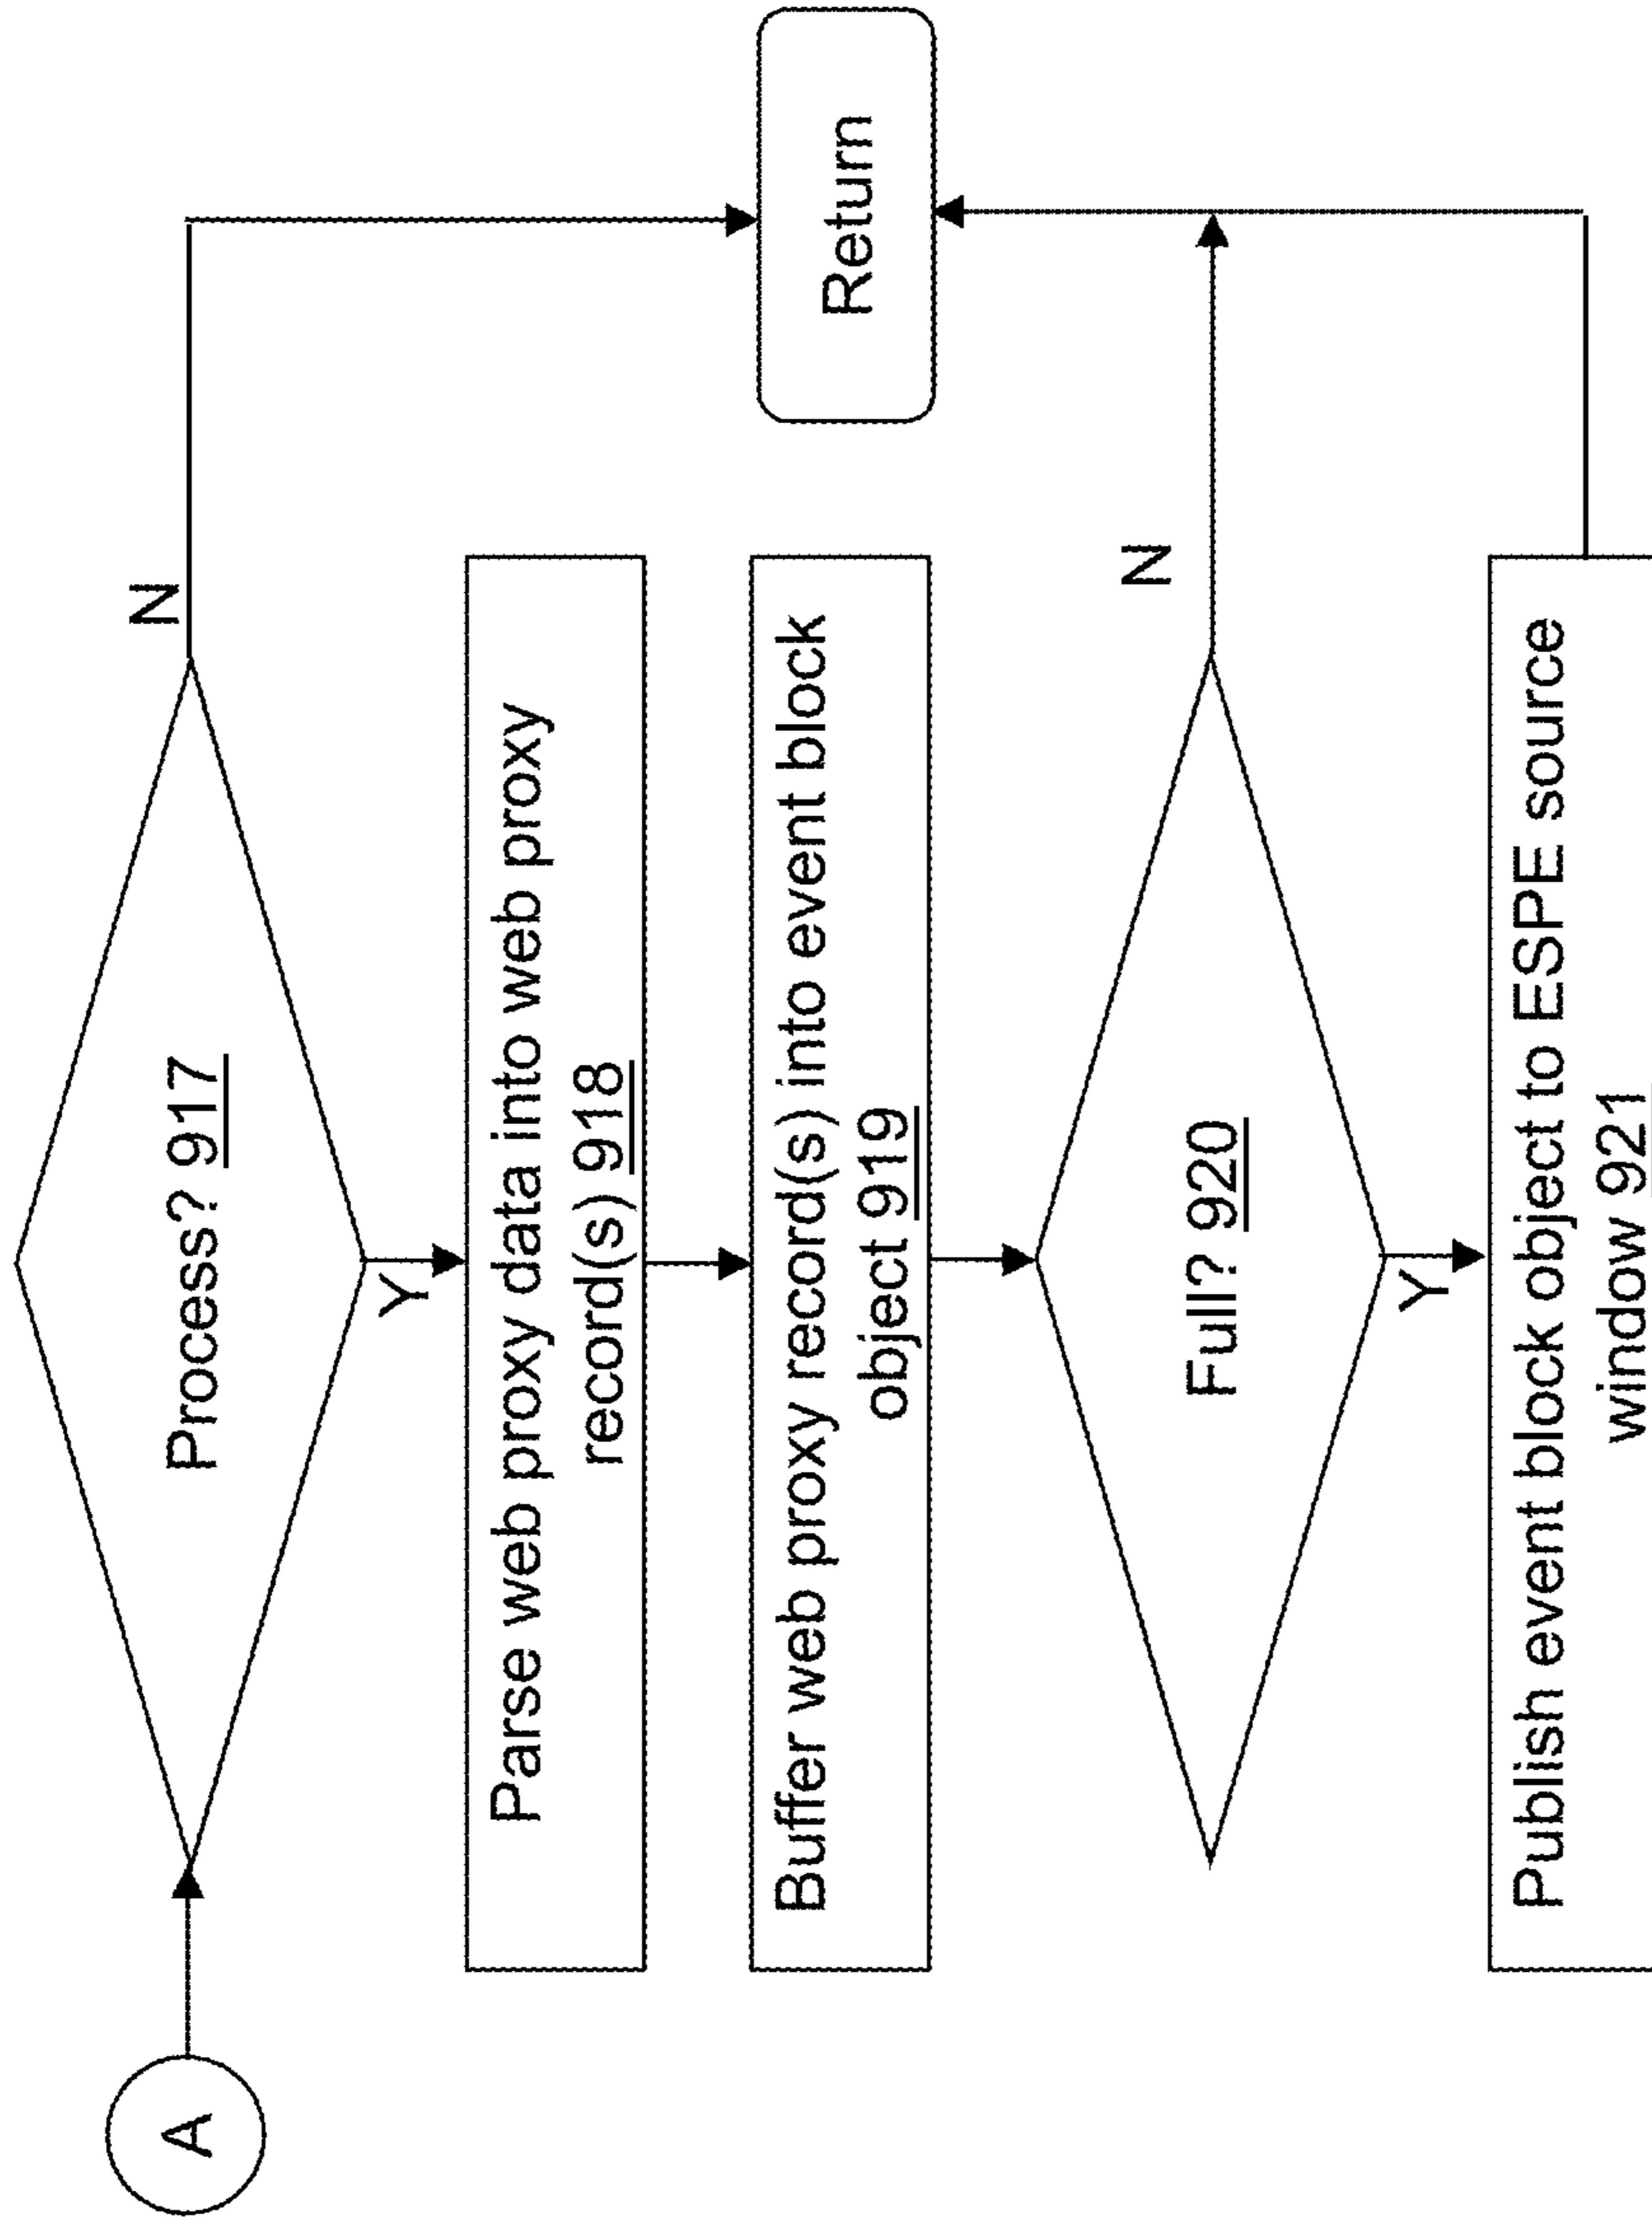 A
Process? 917
N
Y
Parse web proxy data into web proxy
record(s) 918
Buffer web proxy record(s) into event block
object 919
Return
Full? 920
N
Y
Publish event block object to ESPE source
window 921